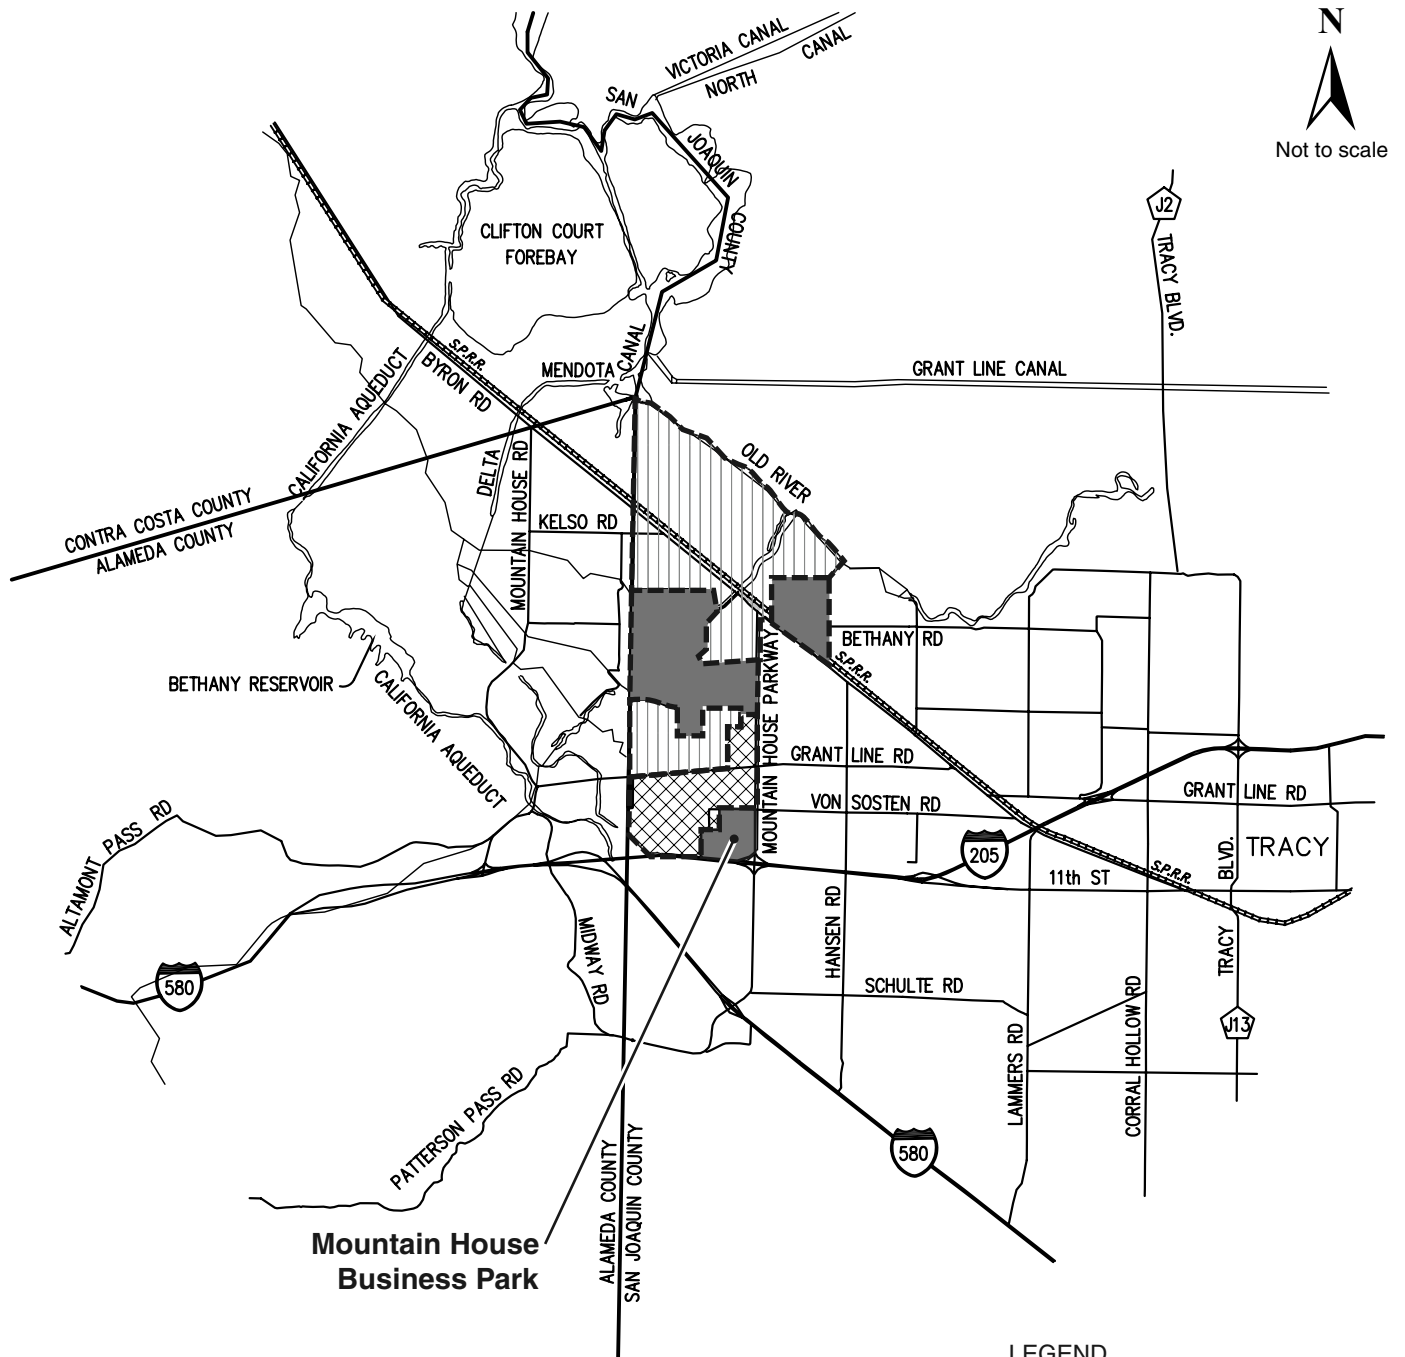 N
Not to scale
VICTORIA CANAL
NORTH CANAL
SAN JOAQUIN COUNTY
J2
TRACY BLVD.
CLIFTON COURT
FOREBAY
S.P.R.R.
BYRON RD
MENDOTA CANAL
GRANT LINE CANAL
CALIFORNIA AQUEDUCT
DELTA
MOUNTAIN HOUSE RD
OLD RIVER
CONTRA COSTA COUNTY
ALAMEDA COUNTY
KELSO RD
BETHANY RD
S.P.R.R.
BETHANY RESERVOIR
CALIFORNIA AQUEDUCT
MOUNTAIN HOUSE PARKWAY
GRANT LINE RD
GRANT LINE RD
VON SOSTEN RD
ALTAMONT PASS RD
205
TRACY
11th ST
S.P.R.R.
TRACY BLVD.
580
MIDWAY RD
HANSEN RD
SCHULTE RD
J13
LAMMERS RD
CORRAL HOLLOW RD
PATTERSON PASS RD
580
ALAMEDA COUNTY
SAN JOAQUIN COUNTY
Mountain House
Business Park
LEGEND